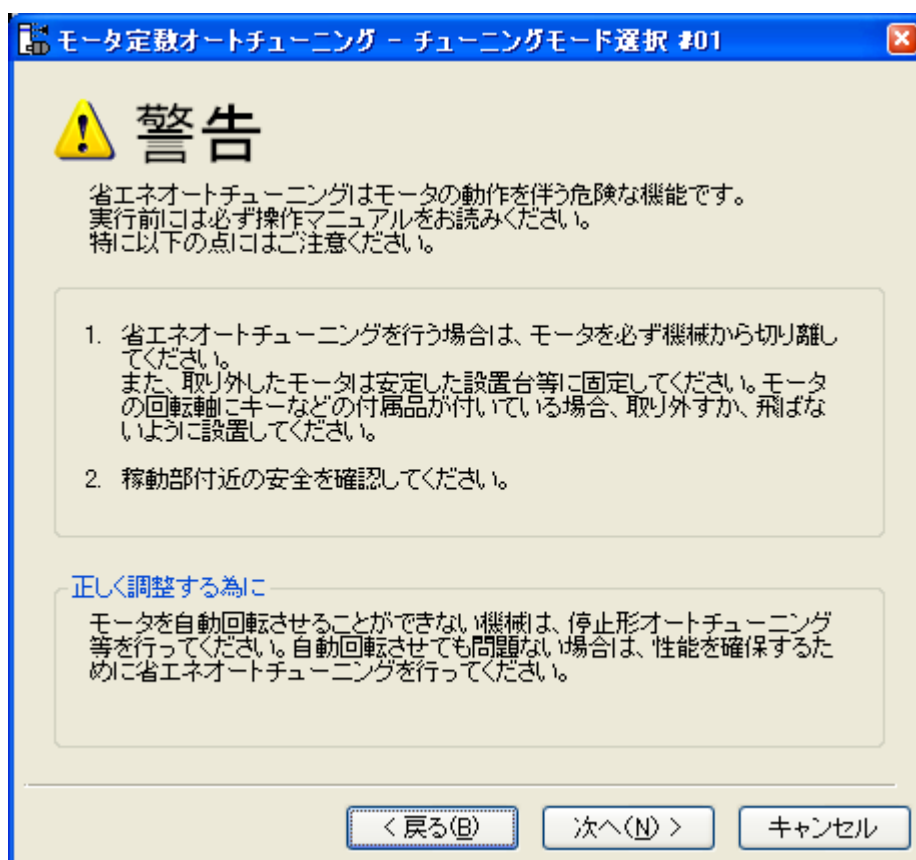 モータ定数オートチューニング - チューニングモード選択 #01
警告
省エネオートチューニングはモータの動作を伴う危険な機能です。
実行前には必ず操作マニュアルをお読みください。
特に以下の点にはご注意ください。
1. 省エネオートチューニングを行う場合は、モータを必ず機械から切り離し
てください。
また、取り外したモータは安定した設置台等に固定してください。モータ
の回転軸にキーなどの付属品が付いている場合、取り外すか、飛ばな
いように設置してください。
2. 稼動部付近の安全を確認してください。
正しく調整する為に
モータを自動回転させることができない機械は、停止形オートチューニング
等を行ってください。自動回転させても問題ない場合は、性能を確保するた
めに省エネオートチューニングを行ってください。
< 戻る(B) 次へ(N) > キャンセル